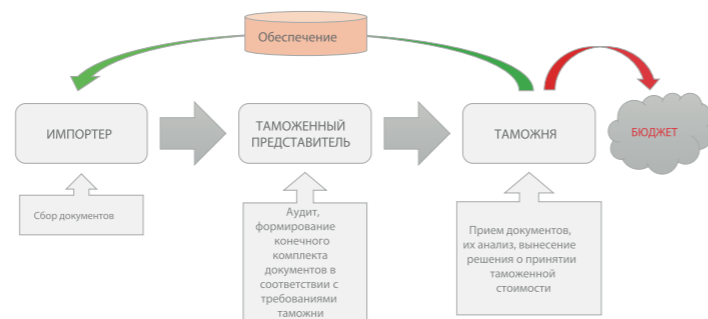 Обеспечение
ИМПОРТЕР
ТАМОЖЕННЫЙ
ПРЕДСТАВИТЕЛЬ
ТАМОЖНЯ
БЮДЖЕТ
Сбор документов
Аудит,
формирование
конечного
комплекта
документов в
соответствии с
требованиями
таможни
Прием документов,
их анализ, вынесение
решения о принятии
таможенной
стоимости